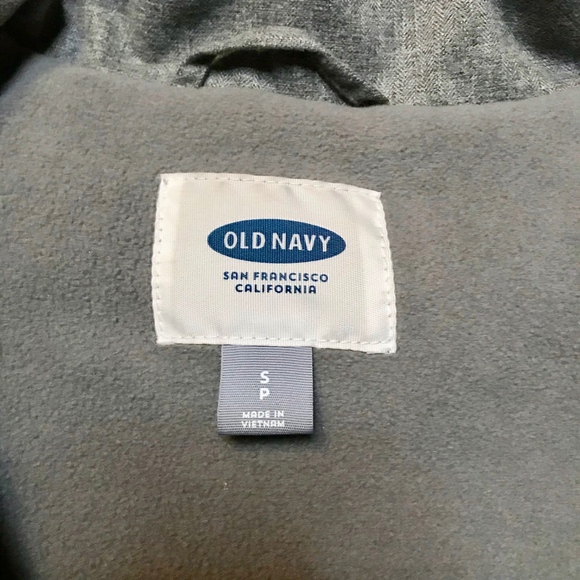 OLD NAVY
SAN FRANCISCO
CALIFORNIA
S
P
MADE IN
VIETNAM